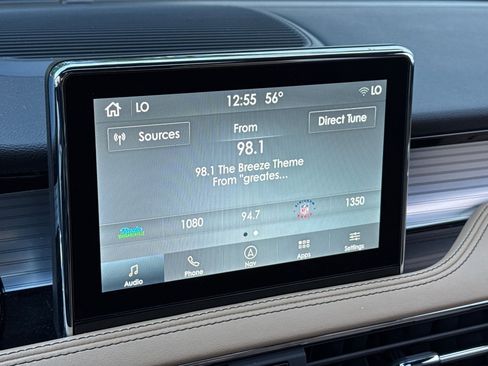 LO 12:55 56° LO
Sources From Direct Tune
98.1
98.1 The Breeze Theme
From "greates...
1080 94.7 NFL 1350
Audio Phone Nav Apps Settings